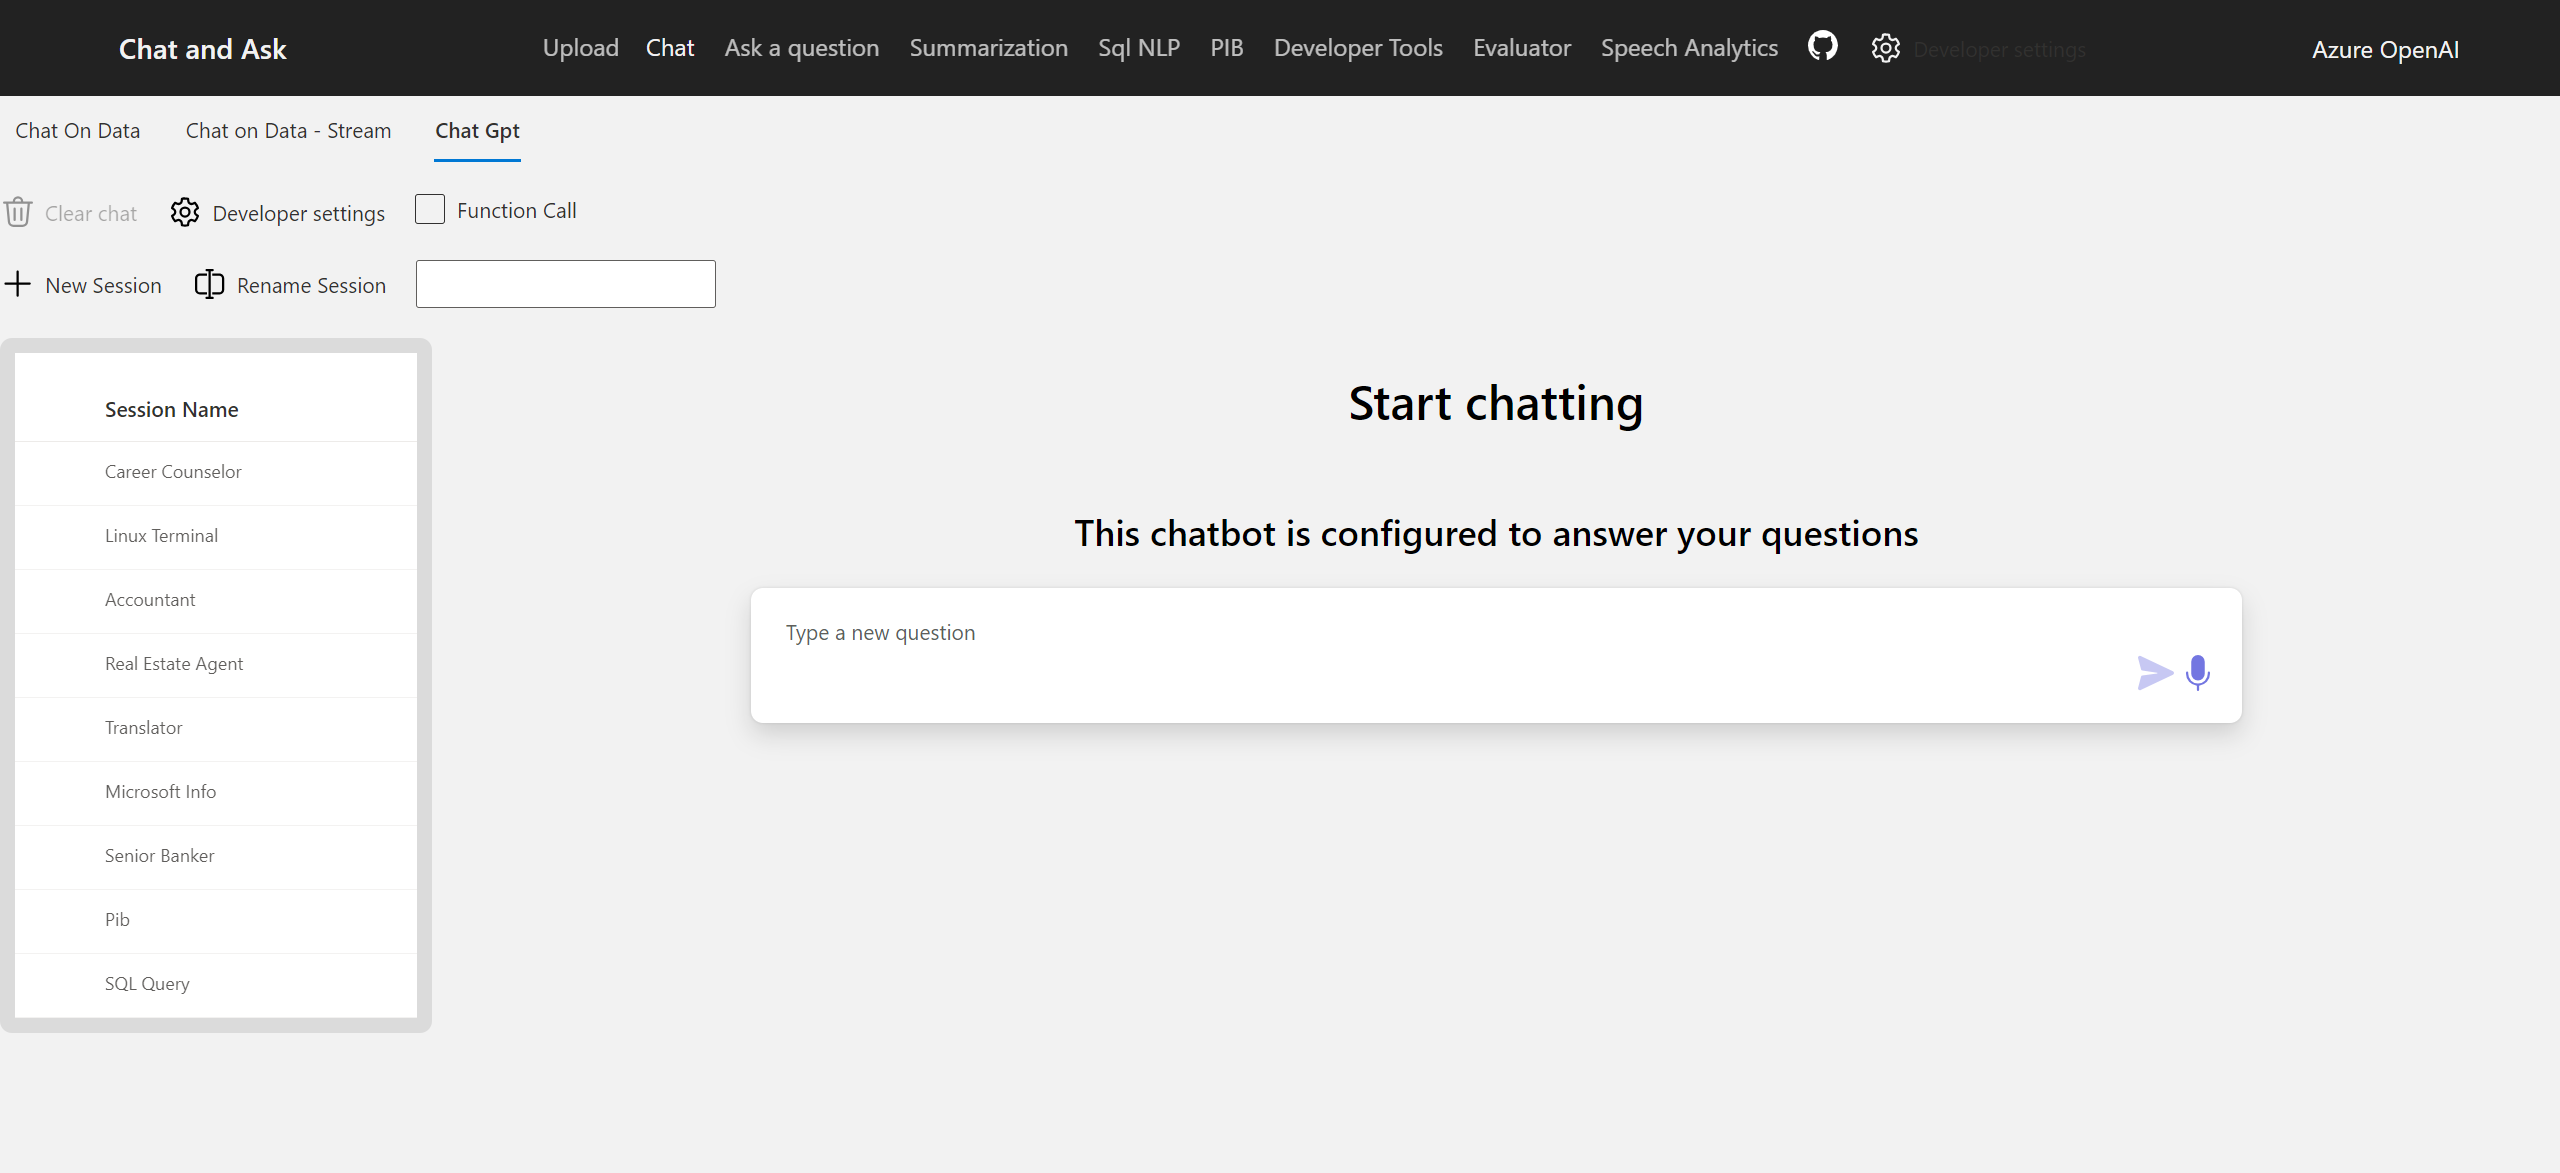 Chat and Ask
Upload Chat Ask a question Summarization Sql NLP PIB Developer Tools Evaluator Speech Analytics Developer settings
Azure OpenAI
Chat On Data Chat on Data - Stream Chat Gpt
Clear chat Developer settings Function Call
New Session Rename Session
Session Name
Career Counselor
Linux Terminal
Accountant
Real Estate Agent
Translator
Microsoft Info
Senior Banker
Pib
SQL Query
Start chatting
This chatbot is configured to answer your questions
Type a new question